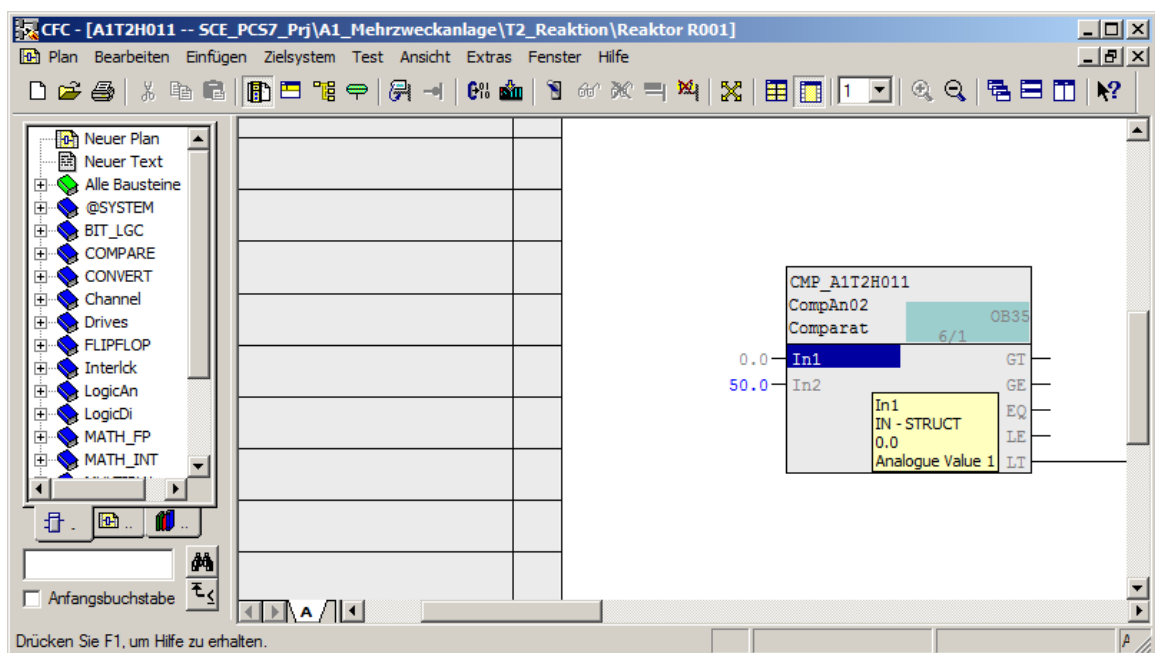 CFC - [A1T2H011 -- SCE_PCS7_Prj\A1_Mehrzweckanlage\T2_Reaktion\Reaktor R001]
Plan Bearbeiten Einfügen Zielsystem Test Ansicht Extras Fenster Hilfe
1
Neuer Plan
Neuer Text
Alle Bausteine
@SYSTEM
BIT_LGC
COMPARE
CONVERT
Channel
Drives
FLIPFLOP
Interlck
LogicAn
LogicDi
MATH_FP
MATH_INT
Anfangsbuchstabe
CMP_A1T2H011
CompAn02
Comparat
OB35
6/1
0.0 In1 GT
50.0 In2 GE
EQ
LE
LT
In1
IN - STRUCT
0.0
Analogue Value 1
A
Drücken Sie F1, um Hilfe zu erhalten.